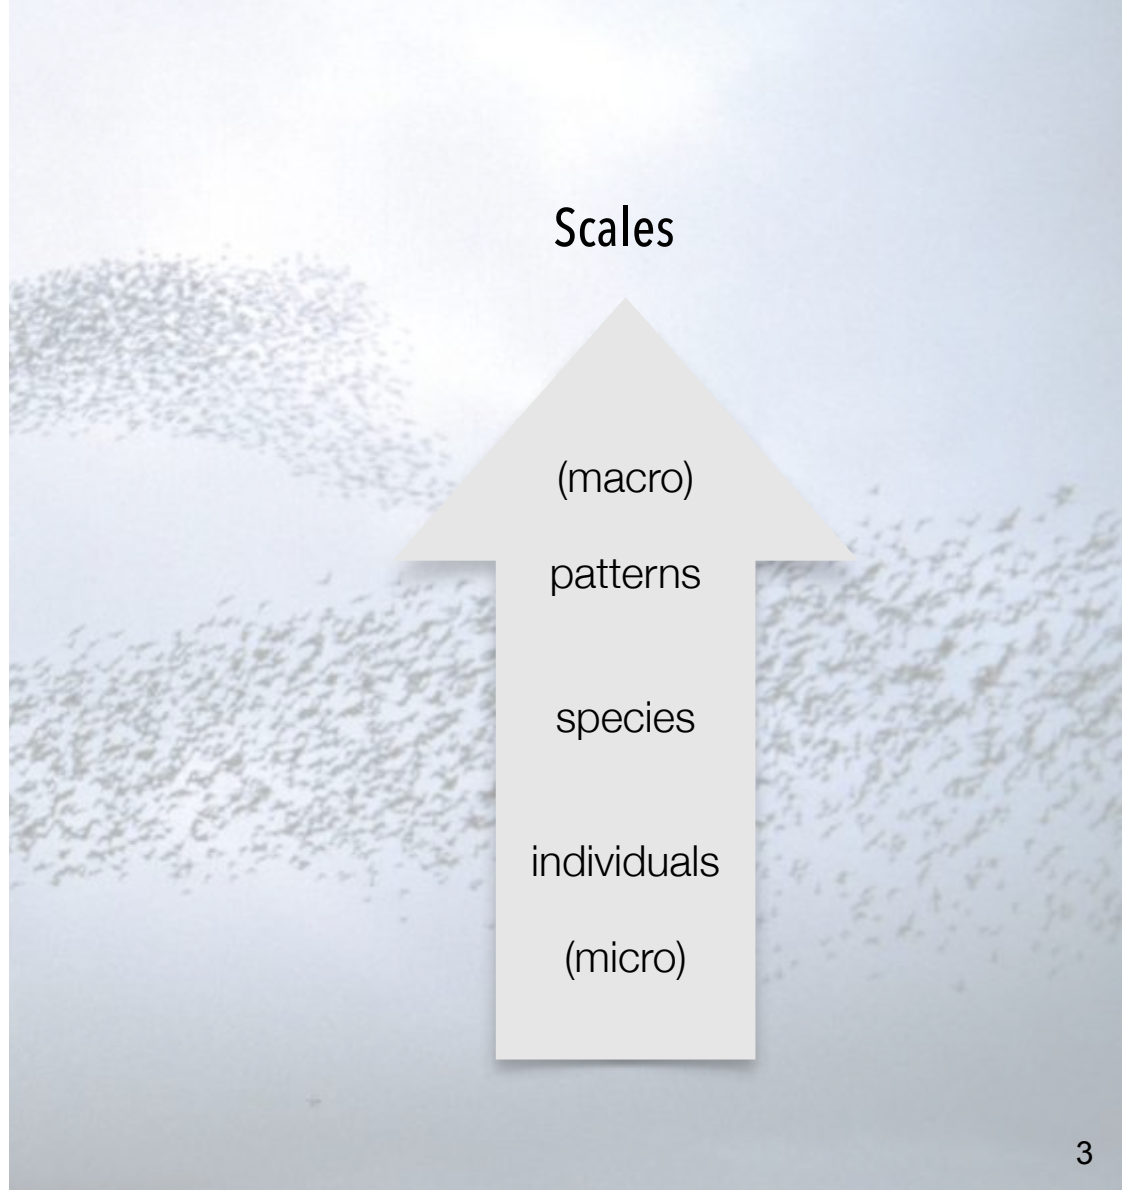 Scales
(macro)
patterns
species
individuals
(micro)
3